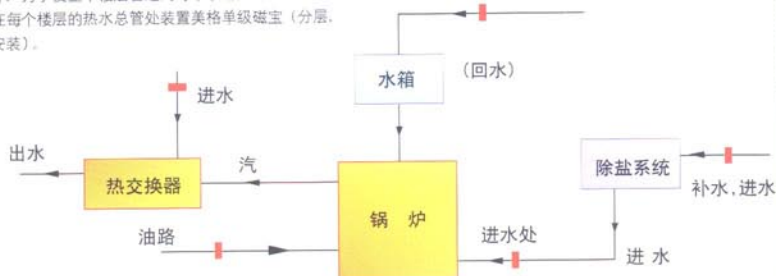 在每个楼层的热水总管处装置美格单级磁宝（分层、
安装）.
水箱
（回水）
进水
出水
热交换器
汽
除盐系统
补水,进水
锅 炉
油路
进水处
进 水